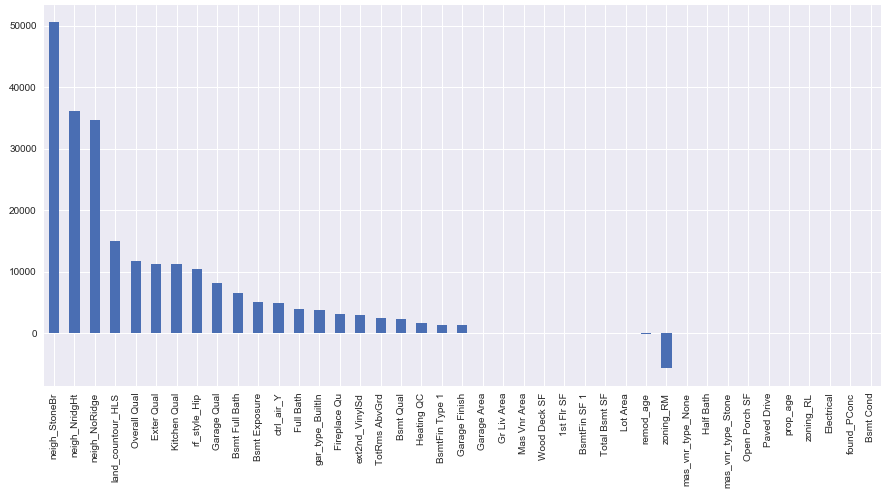 50000
40000
30000
20000
10000
0
neigh_StoneBr
neigh_NridgHt
neigh_NoRidge
land_countour_HLS
Overall Qual
Exter Qual
Kitchen Qual
rf_style_Hip
Garage Qual
Bsmt Full Bath
Bsmt Exposure
ctrl_air_Y
Full Bath
gar_type_BuiltIn
Fireplace Qu
ext2nd_VinylSd
TotRms AbvGrd
Bsmt Qual
Heating QC
BsmtFin Type 1
Garage Finish
Garage Area
Gr Liv Area
Mas Vnr Area
Wood Deck SF
1st Flr SF
BsmtFin SF 1
Total Bsmt SF
Lot Area
remod_age
zoning_RM
mas_vnr_type_None
Half Bath
mas_vnr_type_Stone
Open Porch SF
Paved Drive
prop_age
zoning_RL
Electrical
found_PConc
Bsmt Cond